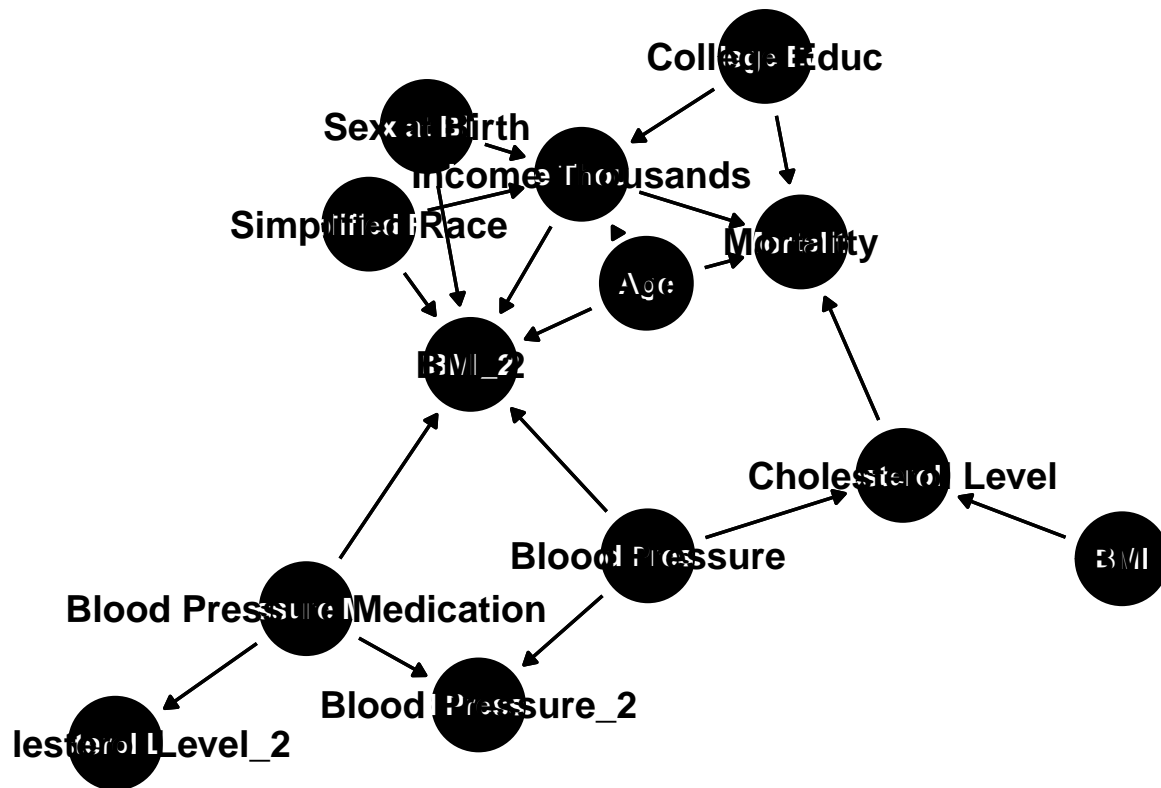 College Educ
Sex at Birth
Income Thousands
Simplified Race
Mortality
Age
BMI_2
Cholesterol Level
Blood Pressure
BMI
Blood Pressure Medication
Blood Pressure_2
lesterol Level_2